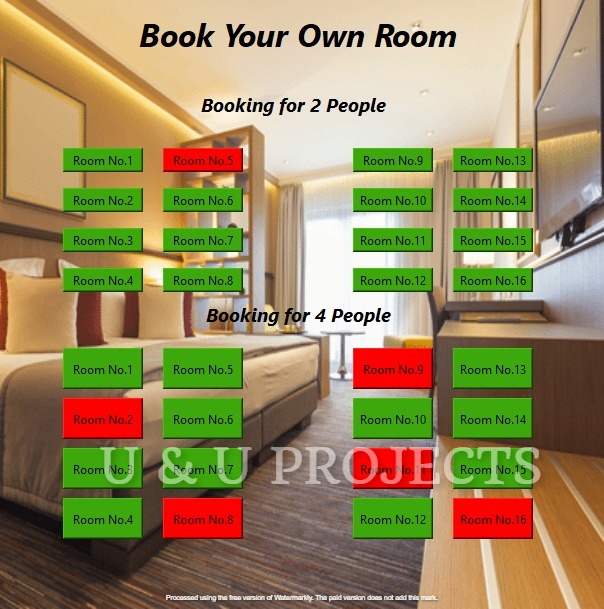 Book Your Own Room
Booking for 2 People
Room No.1 Room No.5 Room No.9 Room No.13
Room No.2 Room No.6 Room No.10 Room No.14
Room No.3 Room No.7 Room No.11 Room No.15
Room No.4 Room No.8 Room No.12 Room No.16
Booking for 4 People
Room No.1 Room No.5 Room No.9 Room No.13
Room No.2 Room No.6 Room No.10 Room No.14
Room No.3 Room No.7 Room No.11 Room No.15
U & U PROJECTS
Room No.4 Room No.8 Room No.12 Room No.16
Processed using the free version of Watermarkly. The paid version does not add this mark.